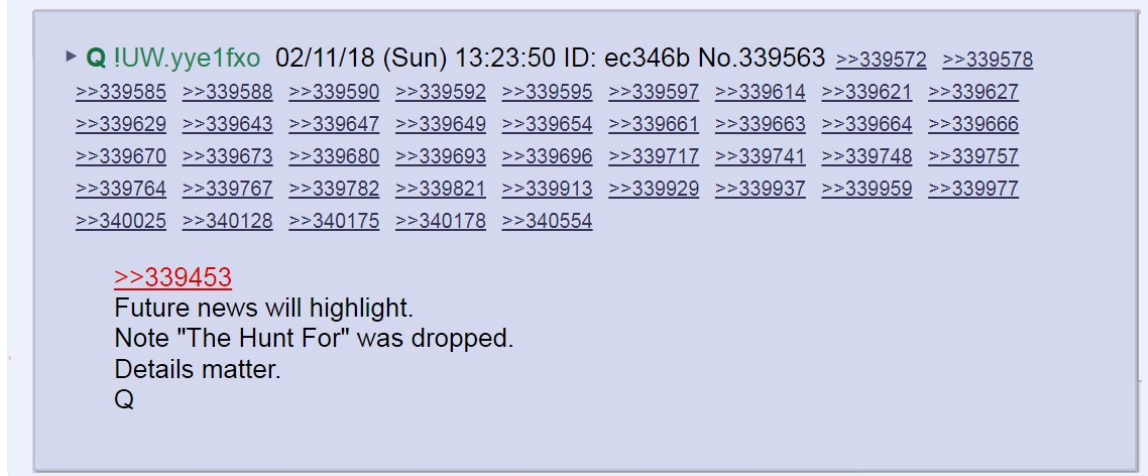 ▶ Q !UW.yye1fxo 02/11/18 (Sun) 13:23:50 ID: ec346b No.339563 >>339572 >>339578
>>339585 >>339588 >>339590 >>339592 >>339595 >>339597 >>339614 >>339621 >>339627
>>339629 >>339643 >>339647 >>339649 >>339654 >>339661 >>339663 >>339664 >>339666
>>339670 >>339673 >>339680 >>339693 >>339696 >>339717 >>339741 >>339748 >>339757
>>339764 >>339767 >>339782 >>339821 >>339913 >>339929 >>339937 >>339959 >>339977
>>340025 >>340128 >>340175 >>340178 >>340554
>>339453
Future news will highlight.
Note "The Hunt For" was dropped.
Details matter.
Q